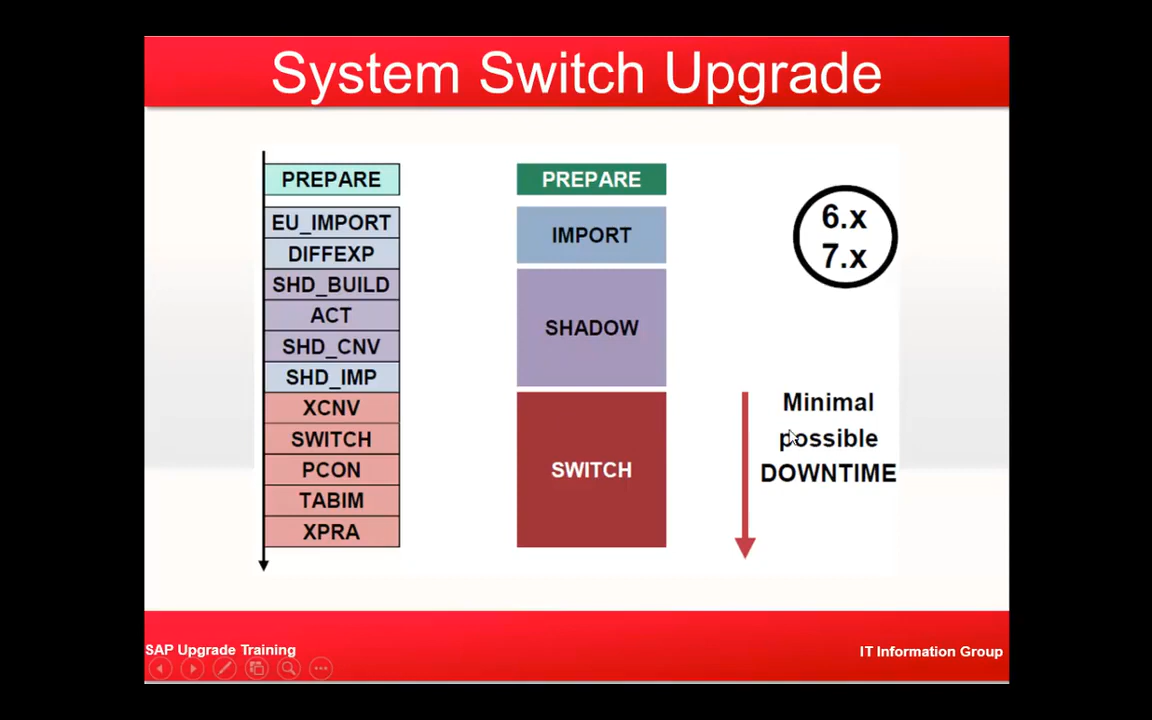 System Switch Upgrade
PREPARE
EU_IMPORT
DIFFEXP
SHD_BUILD
ACT
SHD_CNV
SHD_IMP
XCNV
SWITCH
PCON
TABIM
XPRA
PREPARE
IMPORT
SHADOW
SWITCH
6.x
7.x
Minimal
possible
DOWNTIME
SAP Upgrade Training
IT Information Group